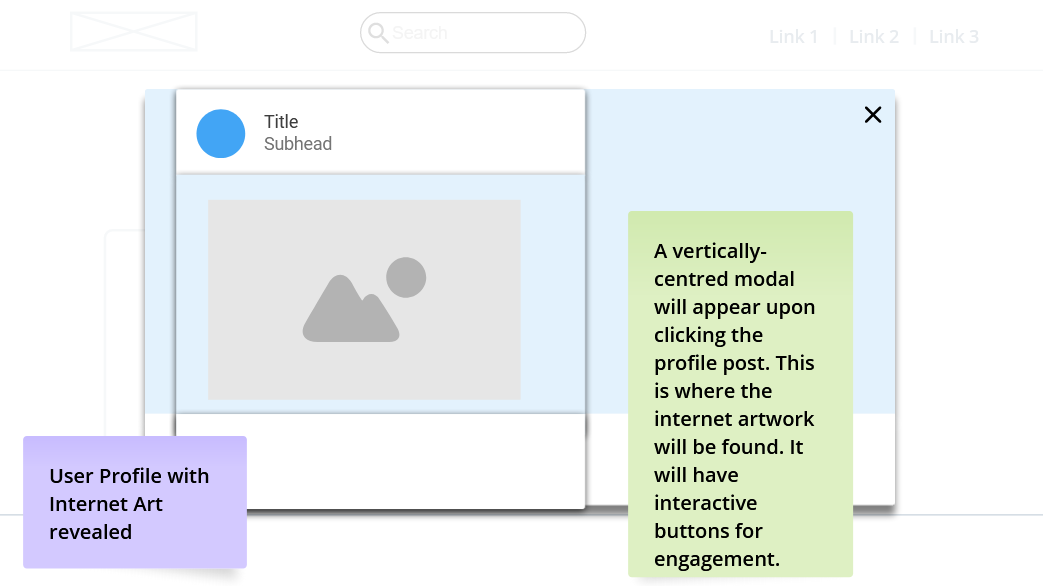 Search
Link 1
Link 2
Link 3
Title
Subhead
A vertically-
centred modal
will appear upon
clicking the
profile post. This
is where the
internet artwork
will be found. It
will have
interactive
buttons for
engagement.
User Profile with
Internet Art
revealed